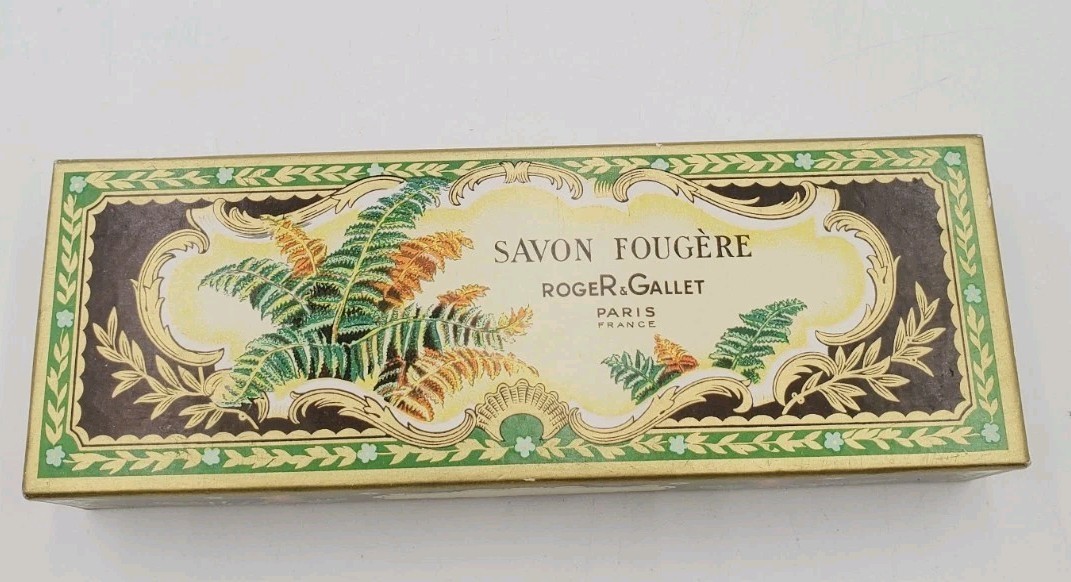 SAVON FOUGÈRE
ROGER & GALLET
PARIS
FRANCE